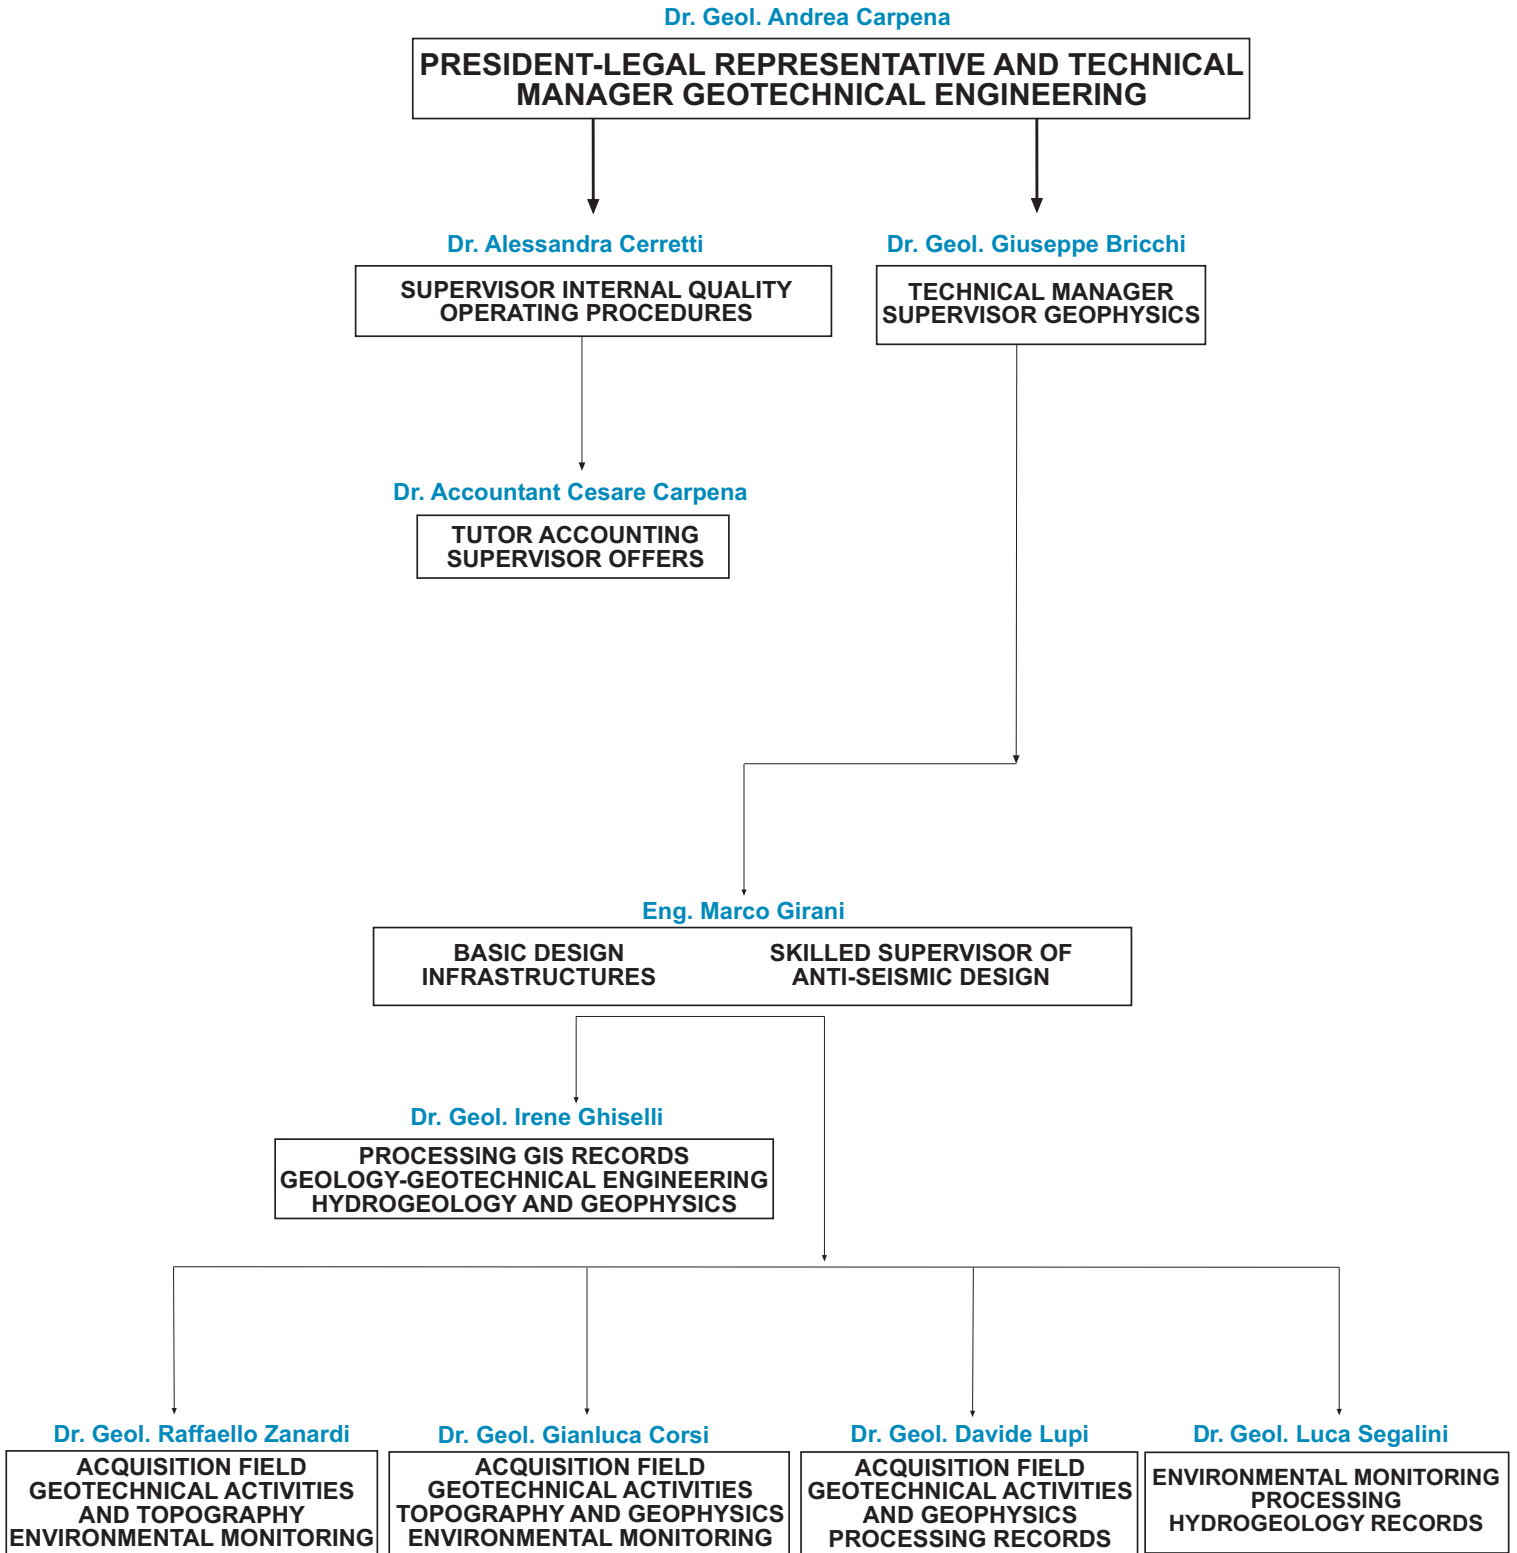 Dr. Geol. Andrea Carpena
PRESIDENT-LEGAL REPRESENTATIVE AND TECHNICAL
MANAGER GEOTECHNICAL ENGINEERING
Dr. Alessandra Cerretti
SUPERVISOR INTERNAL QUALITY
OPERATING PROCEDURES
Dr. Geol. Giuseppe Bricchi
TECHNICAL MANAGER
SUPERVISOR GEOPHYSICS
Dr. Accountant Cesare Carpena
TUTOR ACCOUNTING
SUPERVISOR OFFERS
Eng. Marco Girani
BASIC DESIGN
INFRASTRUCTURES
SKILLED SUPERVISOR OF
ANTI-SEISMIC DESIGN
Dr. Geol. Irene Ghiselli
PROCESSING GIS RECORDS
GEOLOGY-GEOTECHNICAL ENGINEERING
HYDROGEOLOGY AND GEOPHYSICS
Dr. Geol. Raffaello Zanardi
ACQUISITION FIELD
GEOTECHNICAL ACTIVITIES
AND TOPOGRAPHY
ENVIRONMENTAL MONITORING
Dr. Geol. Gianluca Corsi
ACQUISITION FIELD
GEOTECHNICAL ACTIVITIES
TOPOGRAPHY AND GEOPHYSICS
ENVIRONMENTAL MONITORING
Dr. Geol. Davide Lupi
ACQUISITION FIELD
GEOTECHNICAL ACTIVITIES
AND GEOPHYSICS
PROCESSING RECORDS
Dr. Geol. Luca Segalini
ENVIRONMENTAL MONITORING
PROCESSING
HYDROGEOLOGY RECORDS